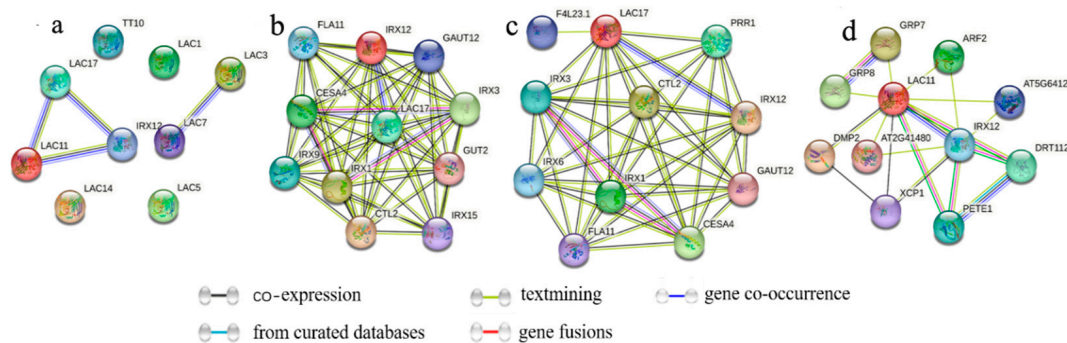 a
TT10
LAC1
LAC17
LAC3
IRX12
LAC7
LAC11
LAC14
LAC5
b
FLA11
IRX12
GAUT12
IRX3
CESA4
LAC17
IRX9
IRX1
GUT2
CTL2
IRX15
c
F4L23.1
LAC17
PRR1
IRX3
CTL2
IRX12
IRX6
IRX1
GAUT12
FLA11
CESA4
d
GRP7
ARF2
LAC11
GRP8
AT5G6412
IRX12
DMP2
AT2G41480
DRT112
XCP1
PETE1
co-expression
textmining
gene co-occurrence
from curated databases
gene fusions